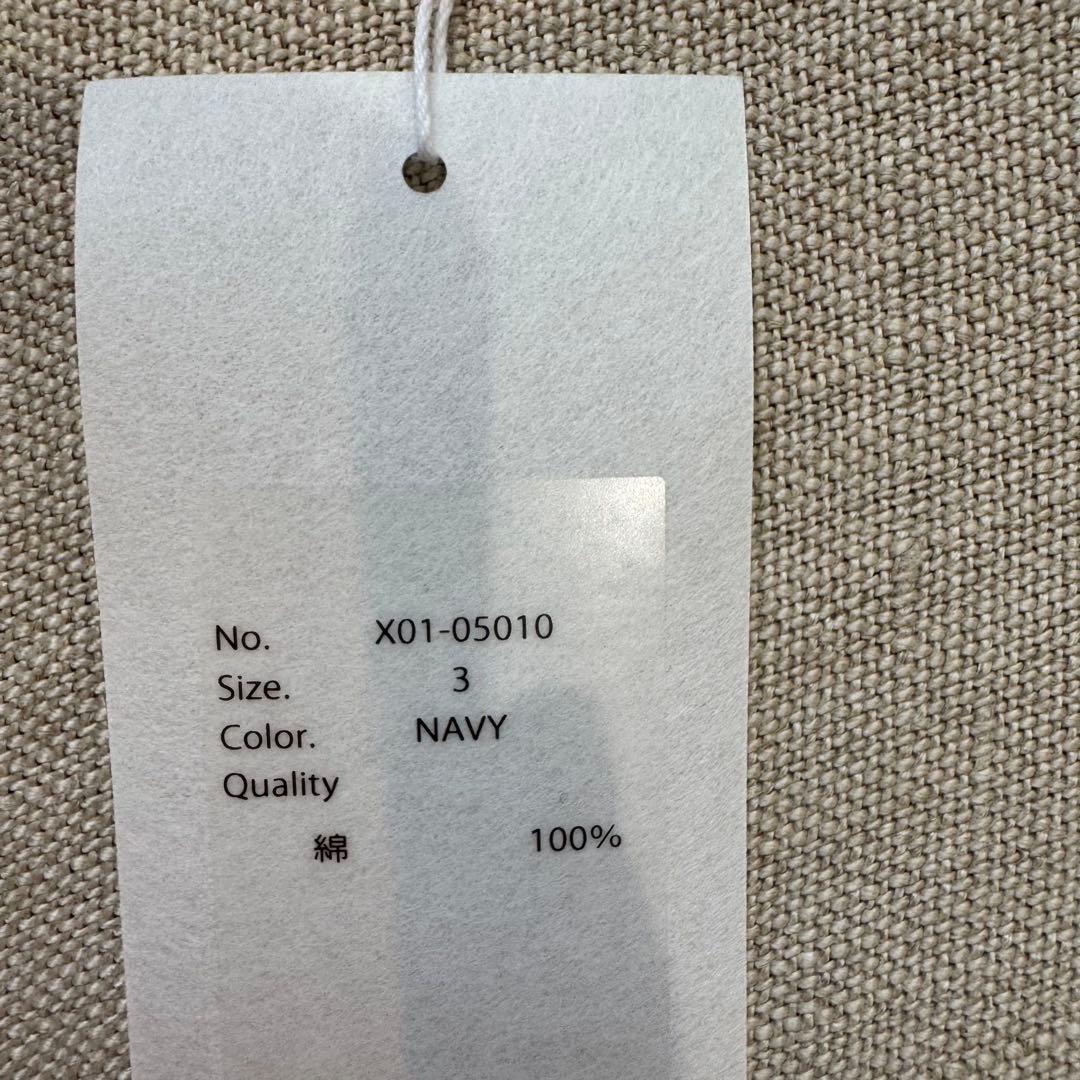 No. X01-05010
Size. 3
Color. NAVY
Quality
綿 100%